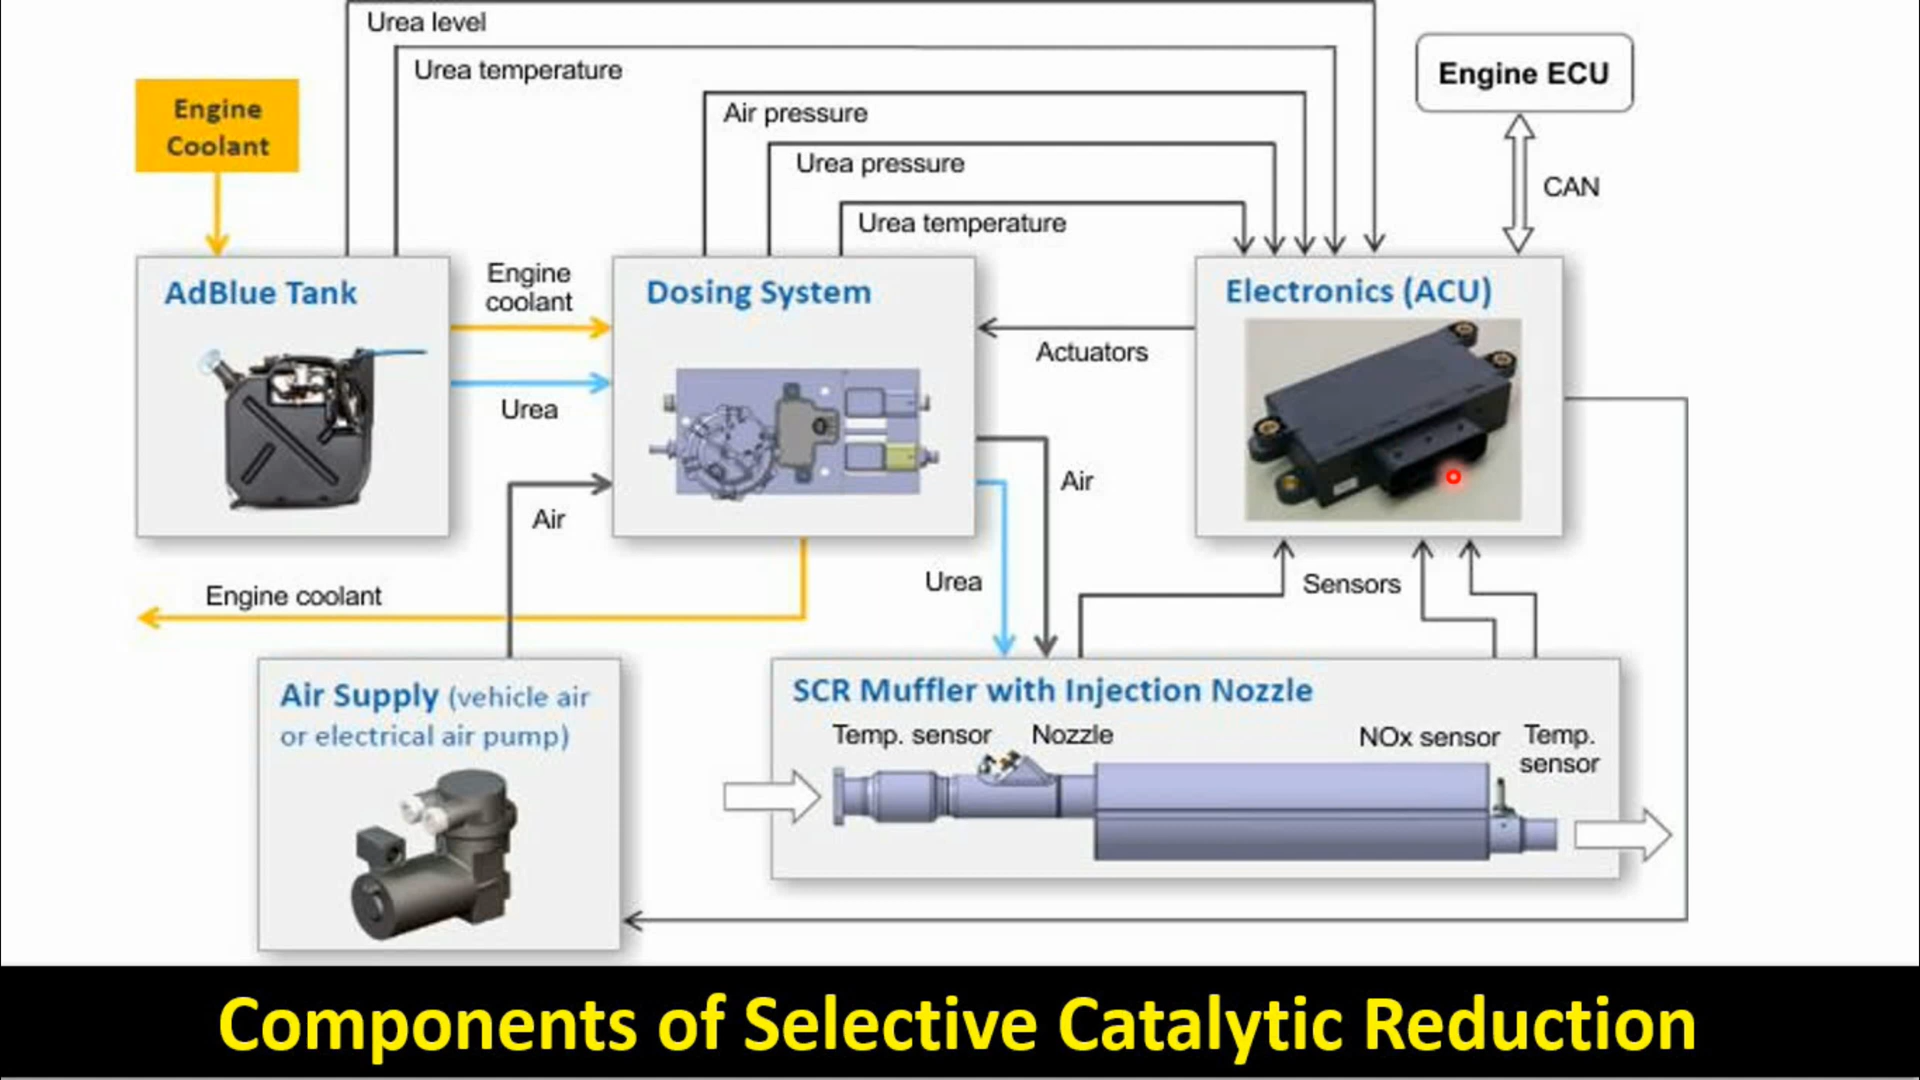 Urea level
Urea temperature
Engine
Coolant
Air pressure
Urea pressure
Urea temperature
Engine ECU
CAN
AdBlue Tank
Engine
coolant
Urea
Dosing System
Actuators
Electronics (ACU)
Air
Air
Urea
Engine coolant
Sensors
Air Supply (vehicle air
or electrical air pump)
SCR Muffler with Injection Nozzle
Temp. sensor
Nozzle
NOx sensor
Temp.
sensor
Components of Selective Catalytic Reduction